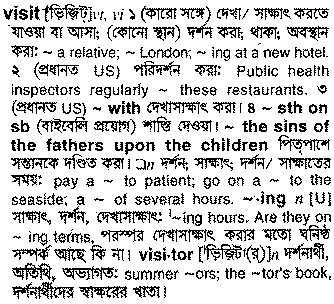 visit [ভিজ়িট্] vt, vi ১ (কারো সঙ্গে) দেখা/ সাক্ষাৎ করতে
যাওয়া বা আসা; (কোনো স্থান) দর্শন করা; থাকা; অবস্থান
করা: ~ a relative; ~ London; ~ ing at a new hotel.
২ (প্রধানত US) পরিদর্শন করা: Public health
inspectors regularly ~ these restaurants. ৩
(প্রধানত US) ~ with দেখাসাক্ষাৎ করা। ৪ ~ sth on
sb (বাইবেলি প্রয়োগ) শাস্তি দেওয়া। ~ the sins of
the fathers upon the children পিতৃপাপে
সন্তানকে দণ্ডিত করা। □n দর্শন; সাক্ষাৎ; দর্শন/ সাক্ষাতের
সময়: pay a ~ to patient; go on a ~ to the
seaside; a ~ of several hours. ~·ing n [U]
সাক্ষাৎ, দর্শন, দেখাসাক্ষাৎ: ˈ~ing hours. Are they on
~ ing terms, পরস্পর দেখাসাক্ষাৎ করার মতো ঘনিষ্ঠ
সম্পর্ক আছে কি না। visi·tor [ˈভিজ়িটা(র্)] n দর্শনার্থী,
অতিথি, অভ্যাগত: summer ~ors; the ~tor's book,
দর্শনার্থীদের স্বাক্ষরের খাতা।